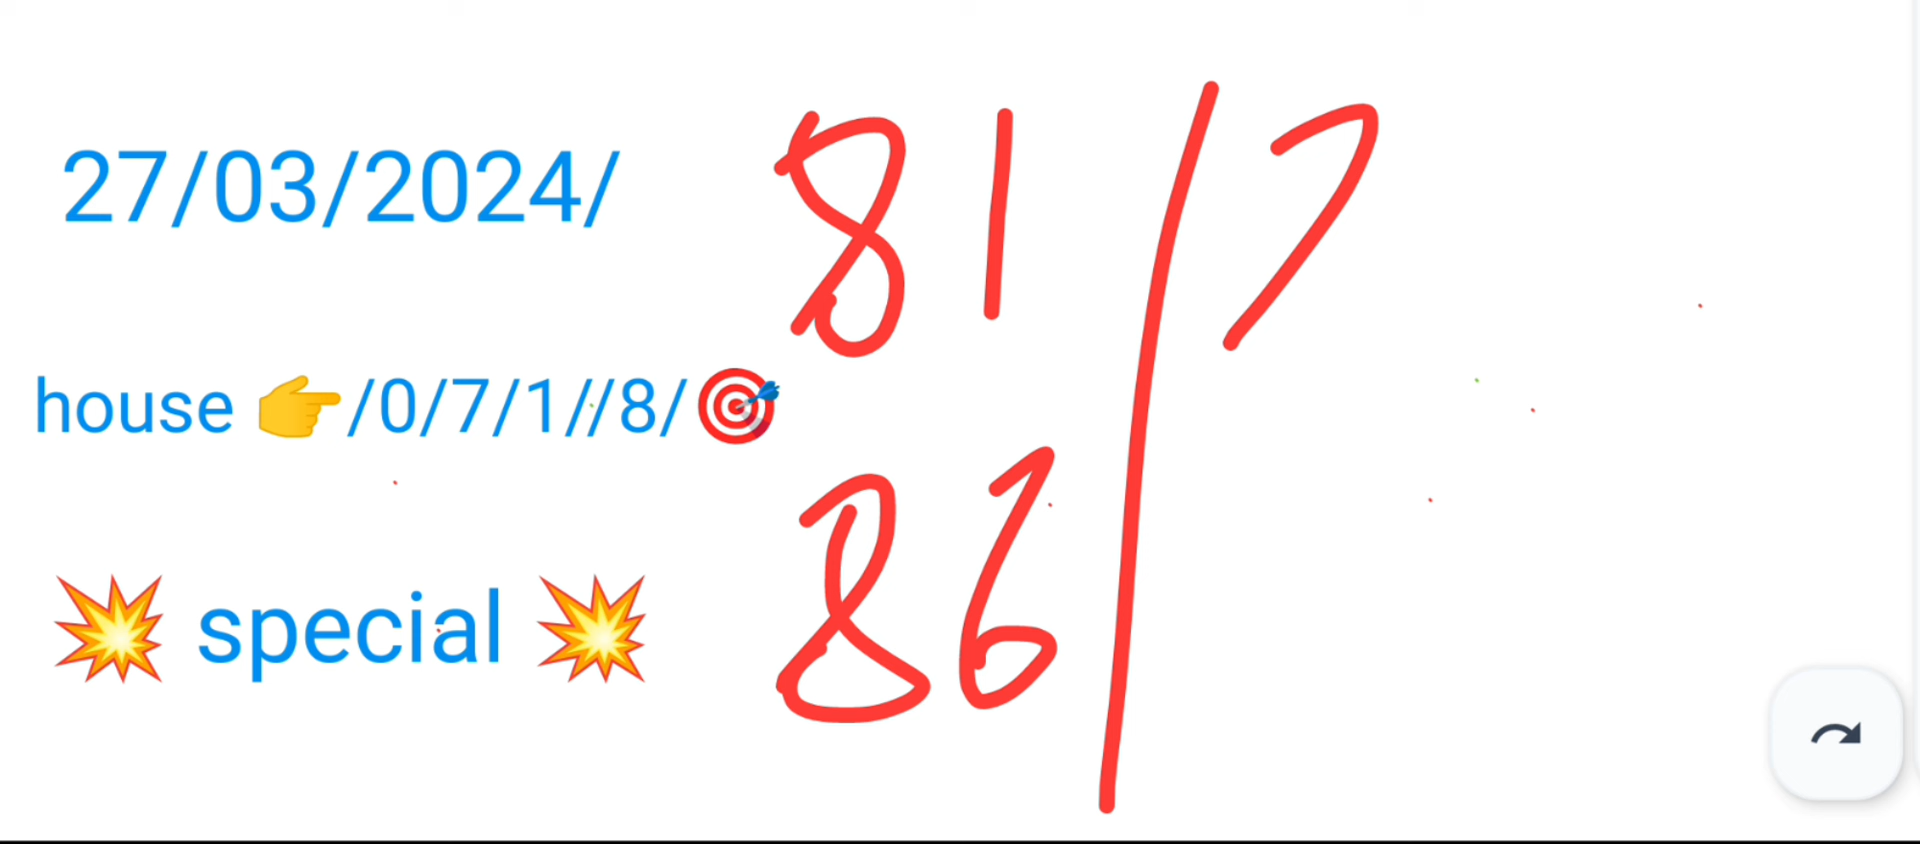 27/03/2024/ 81/7
house 👉/0/7/1//8/🎯
💥 special 💥 86